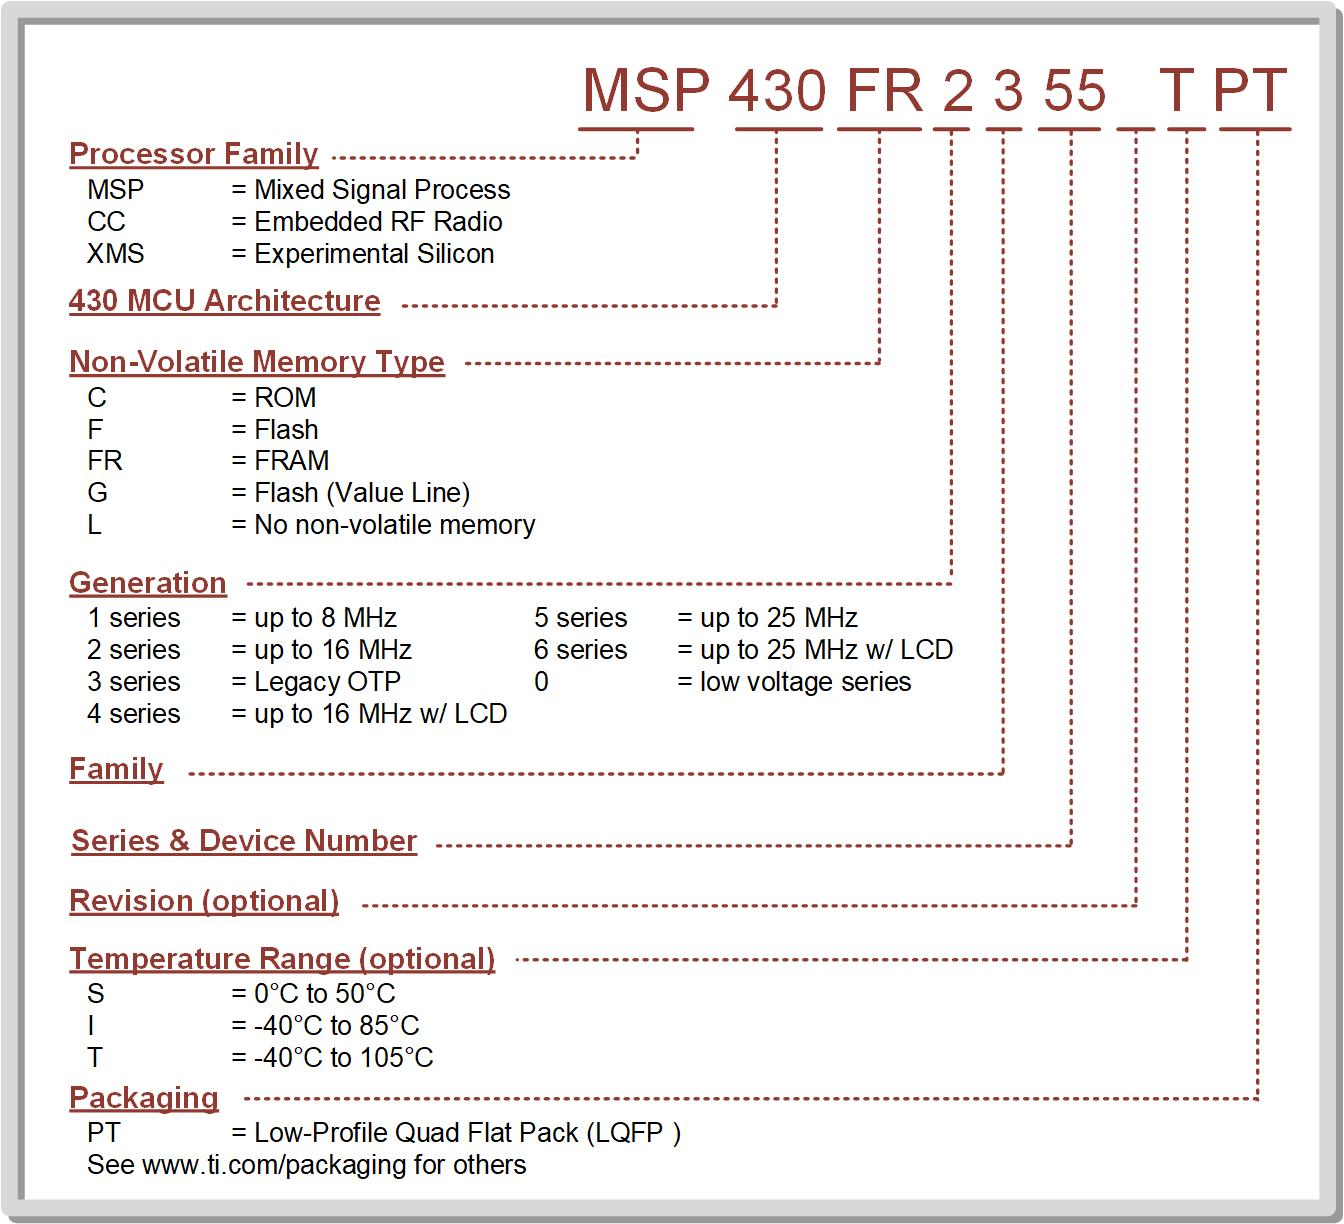 MSP 430 FR 2 3 55 T PT
Processor Family
MSP = Mixed Signal Process
CC = Embedded RF Radio
XMS = Experimental Silicon
430 MCU Architecture
Non-Volatile Memory Type
C = ROM
F = Flash
FR = FRAM
G = Flash (Value Line)
L = No non-volatile memory
Generation
1 series = up to 8 MHz 5 series = up to 25 MHz
2 series = up to 16 MHz 6 series = up to 25 MHz w/ LCD
3 series = Legacy OTP 0 = low voltage series
4 series = up to 16 MHz w/ LCD
Family
Series & Device Number
Revision (optional)
Temperature Range (optional)
S = 0°C to 50°C
I = -40°C to 85°C
T = -40°C to 105°C
Packaging
PT = Low-Profile Quad Flat Pack (LQFP )
See www.ti.com/packaging for others